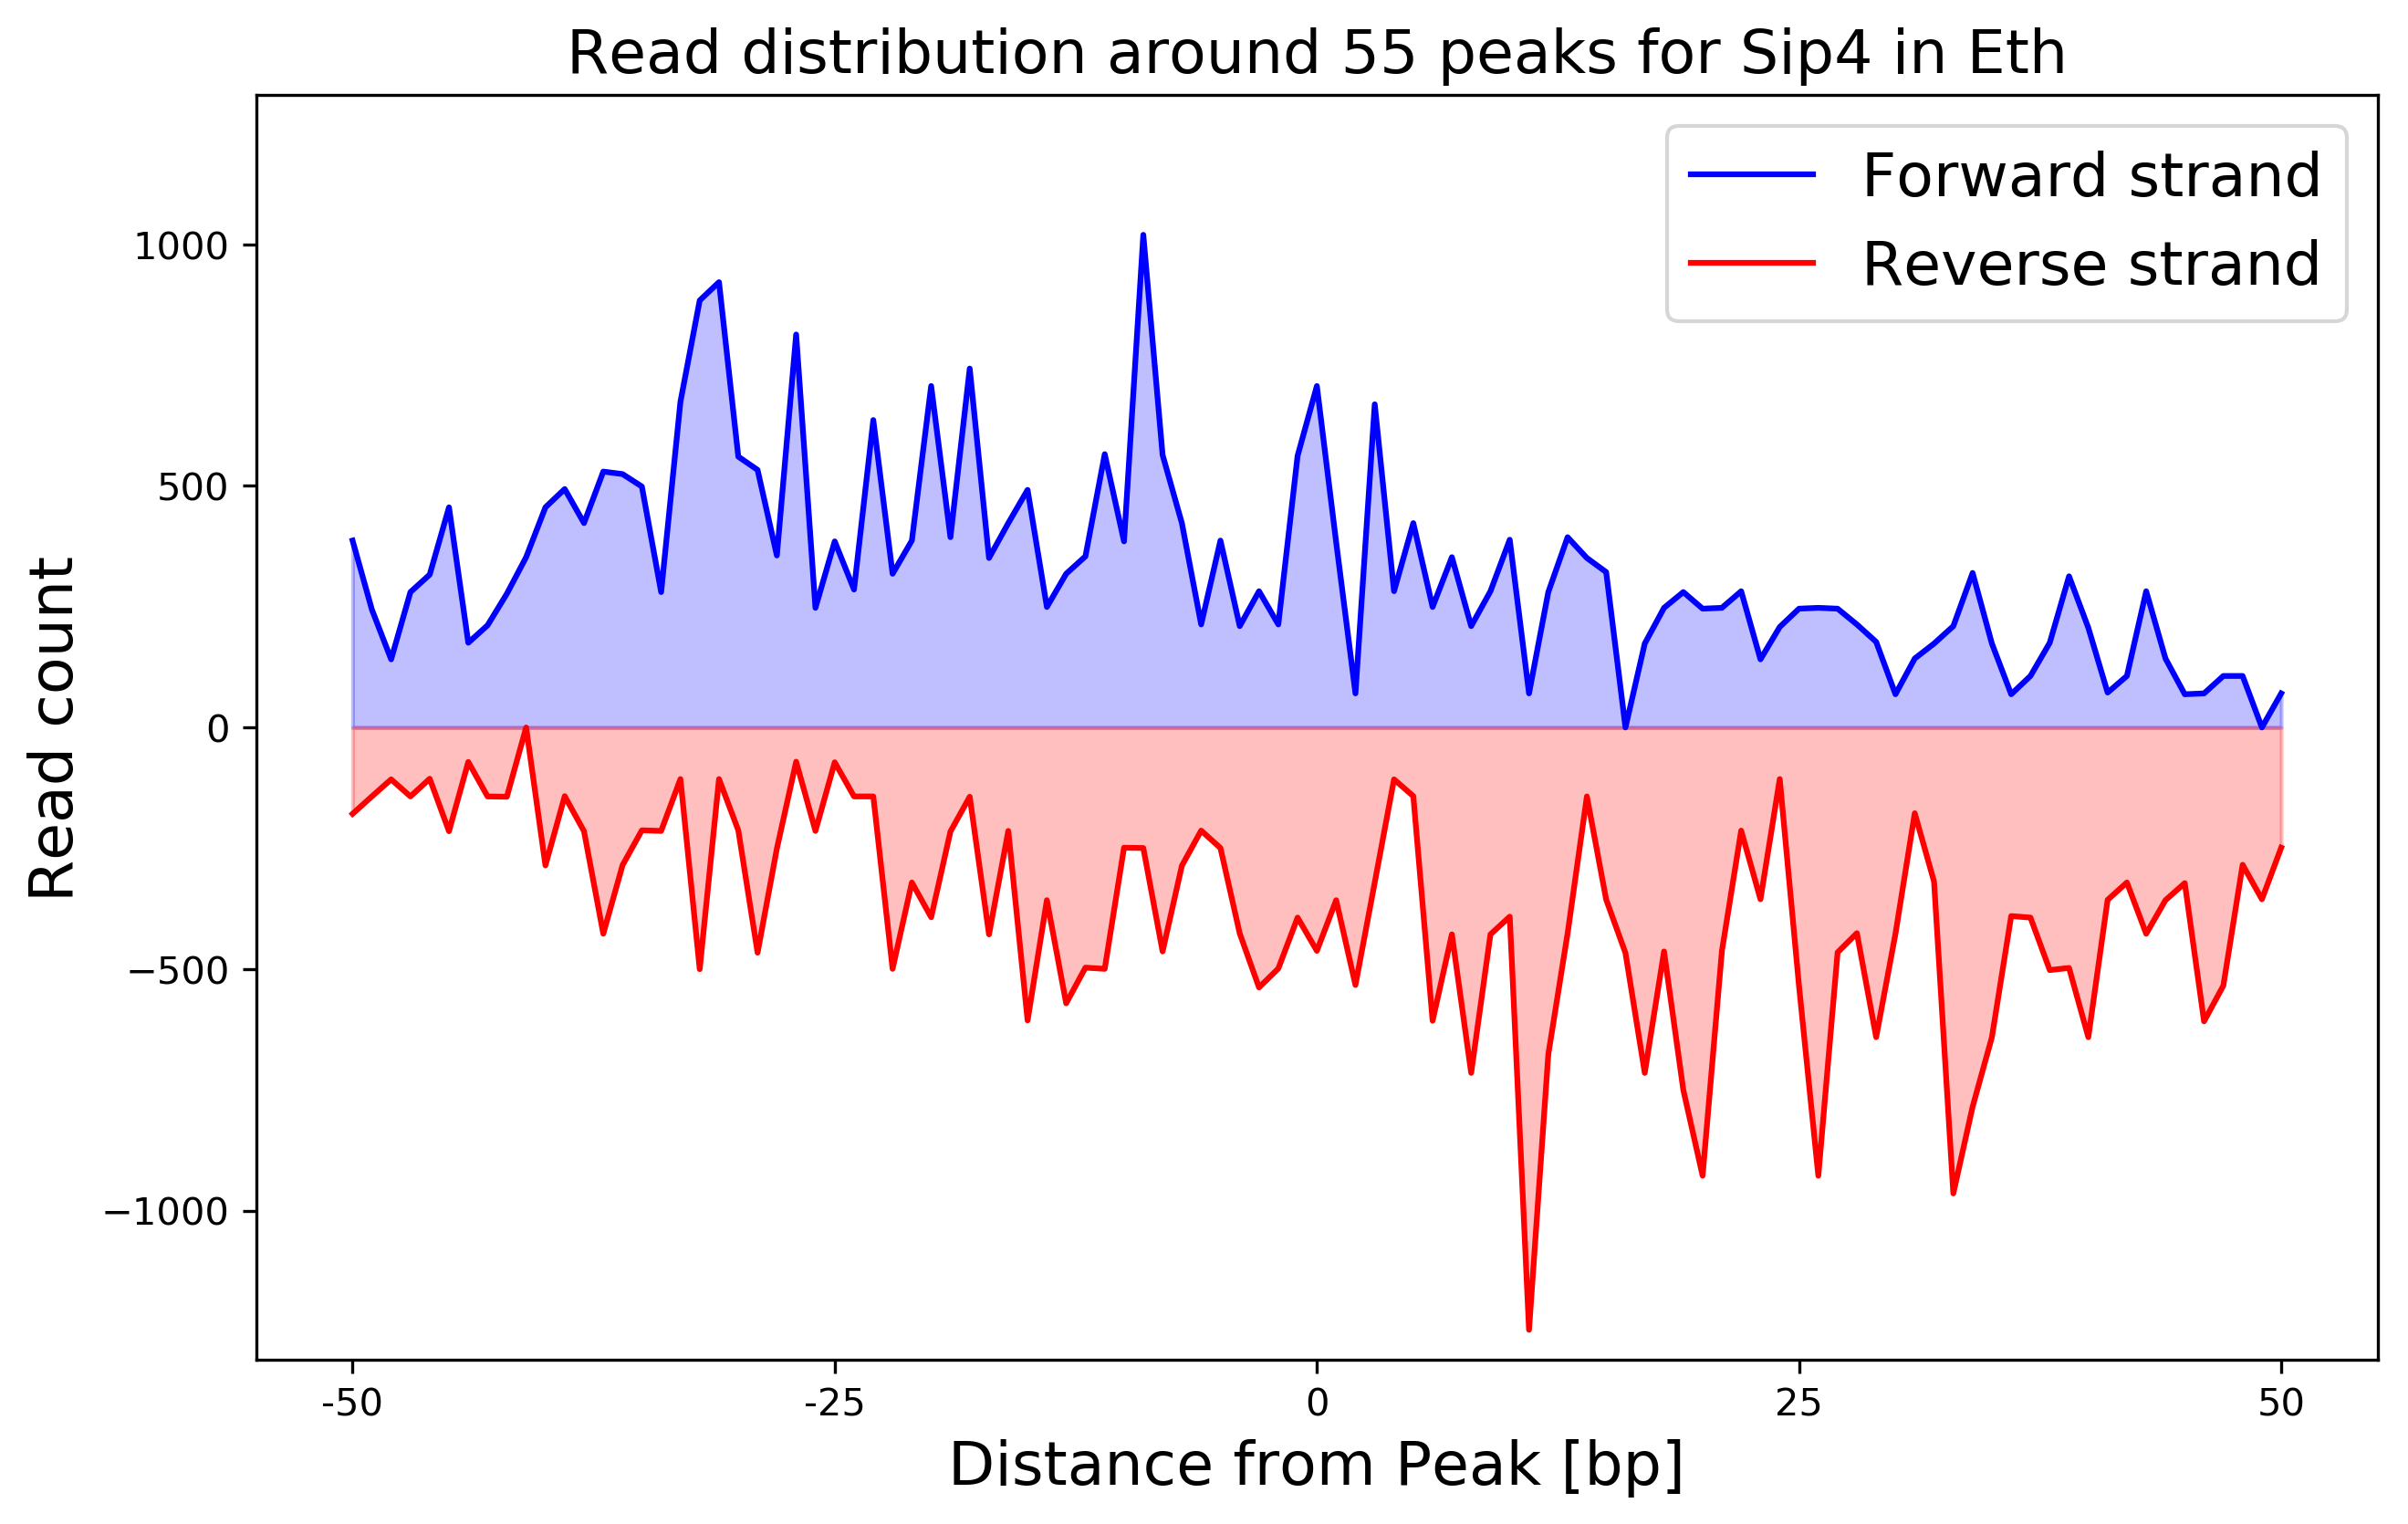 Read distribution around 55 peaks for Sip4 in Eth
Forward strand
Reverse strand
1000
500
0
−500
−1000
Read count
-50
-25
0
25
50
Distance from Peak [bp]